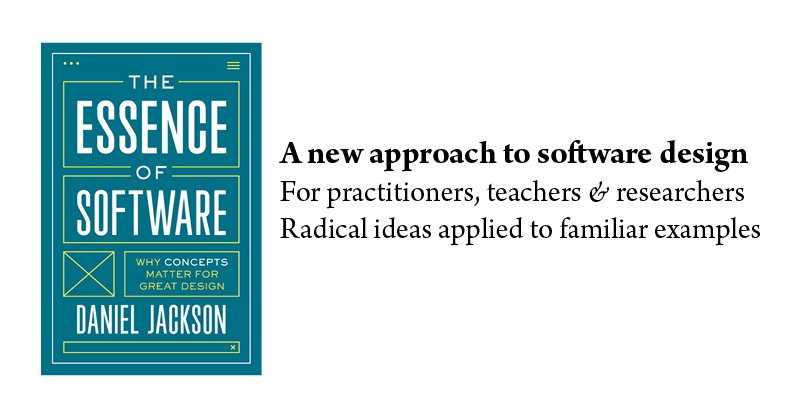 THE
ESSENCE
OF
SOFTWARE
WHY CONCEPTS
MATTER FOR
GREAT DESIGN
DANIEL JACKSON
A new approach to software design
For practitioners, teachers & researchers
Radical ideas applied to familiar examples